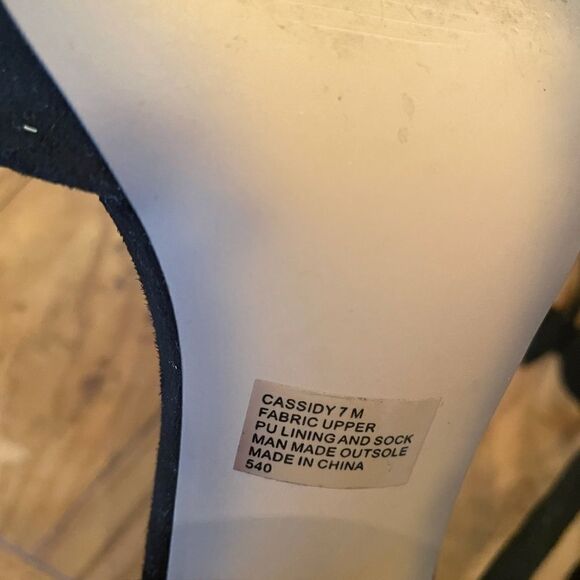 CASSIDY 7 M
FABRIC UPPER
PU LINING AND SOCK
MAN MADE OUTSOLE
MADE IN CHINA
540